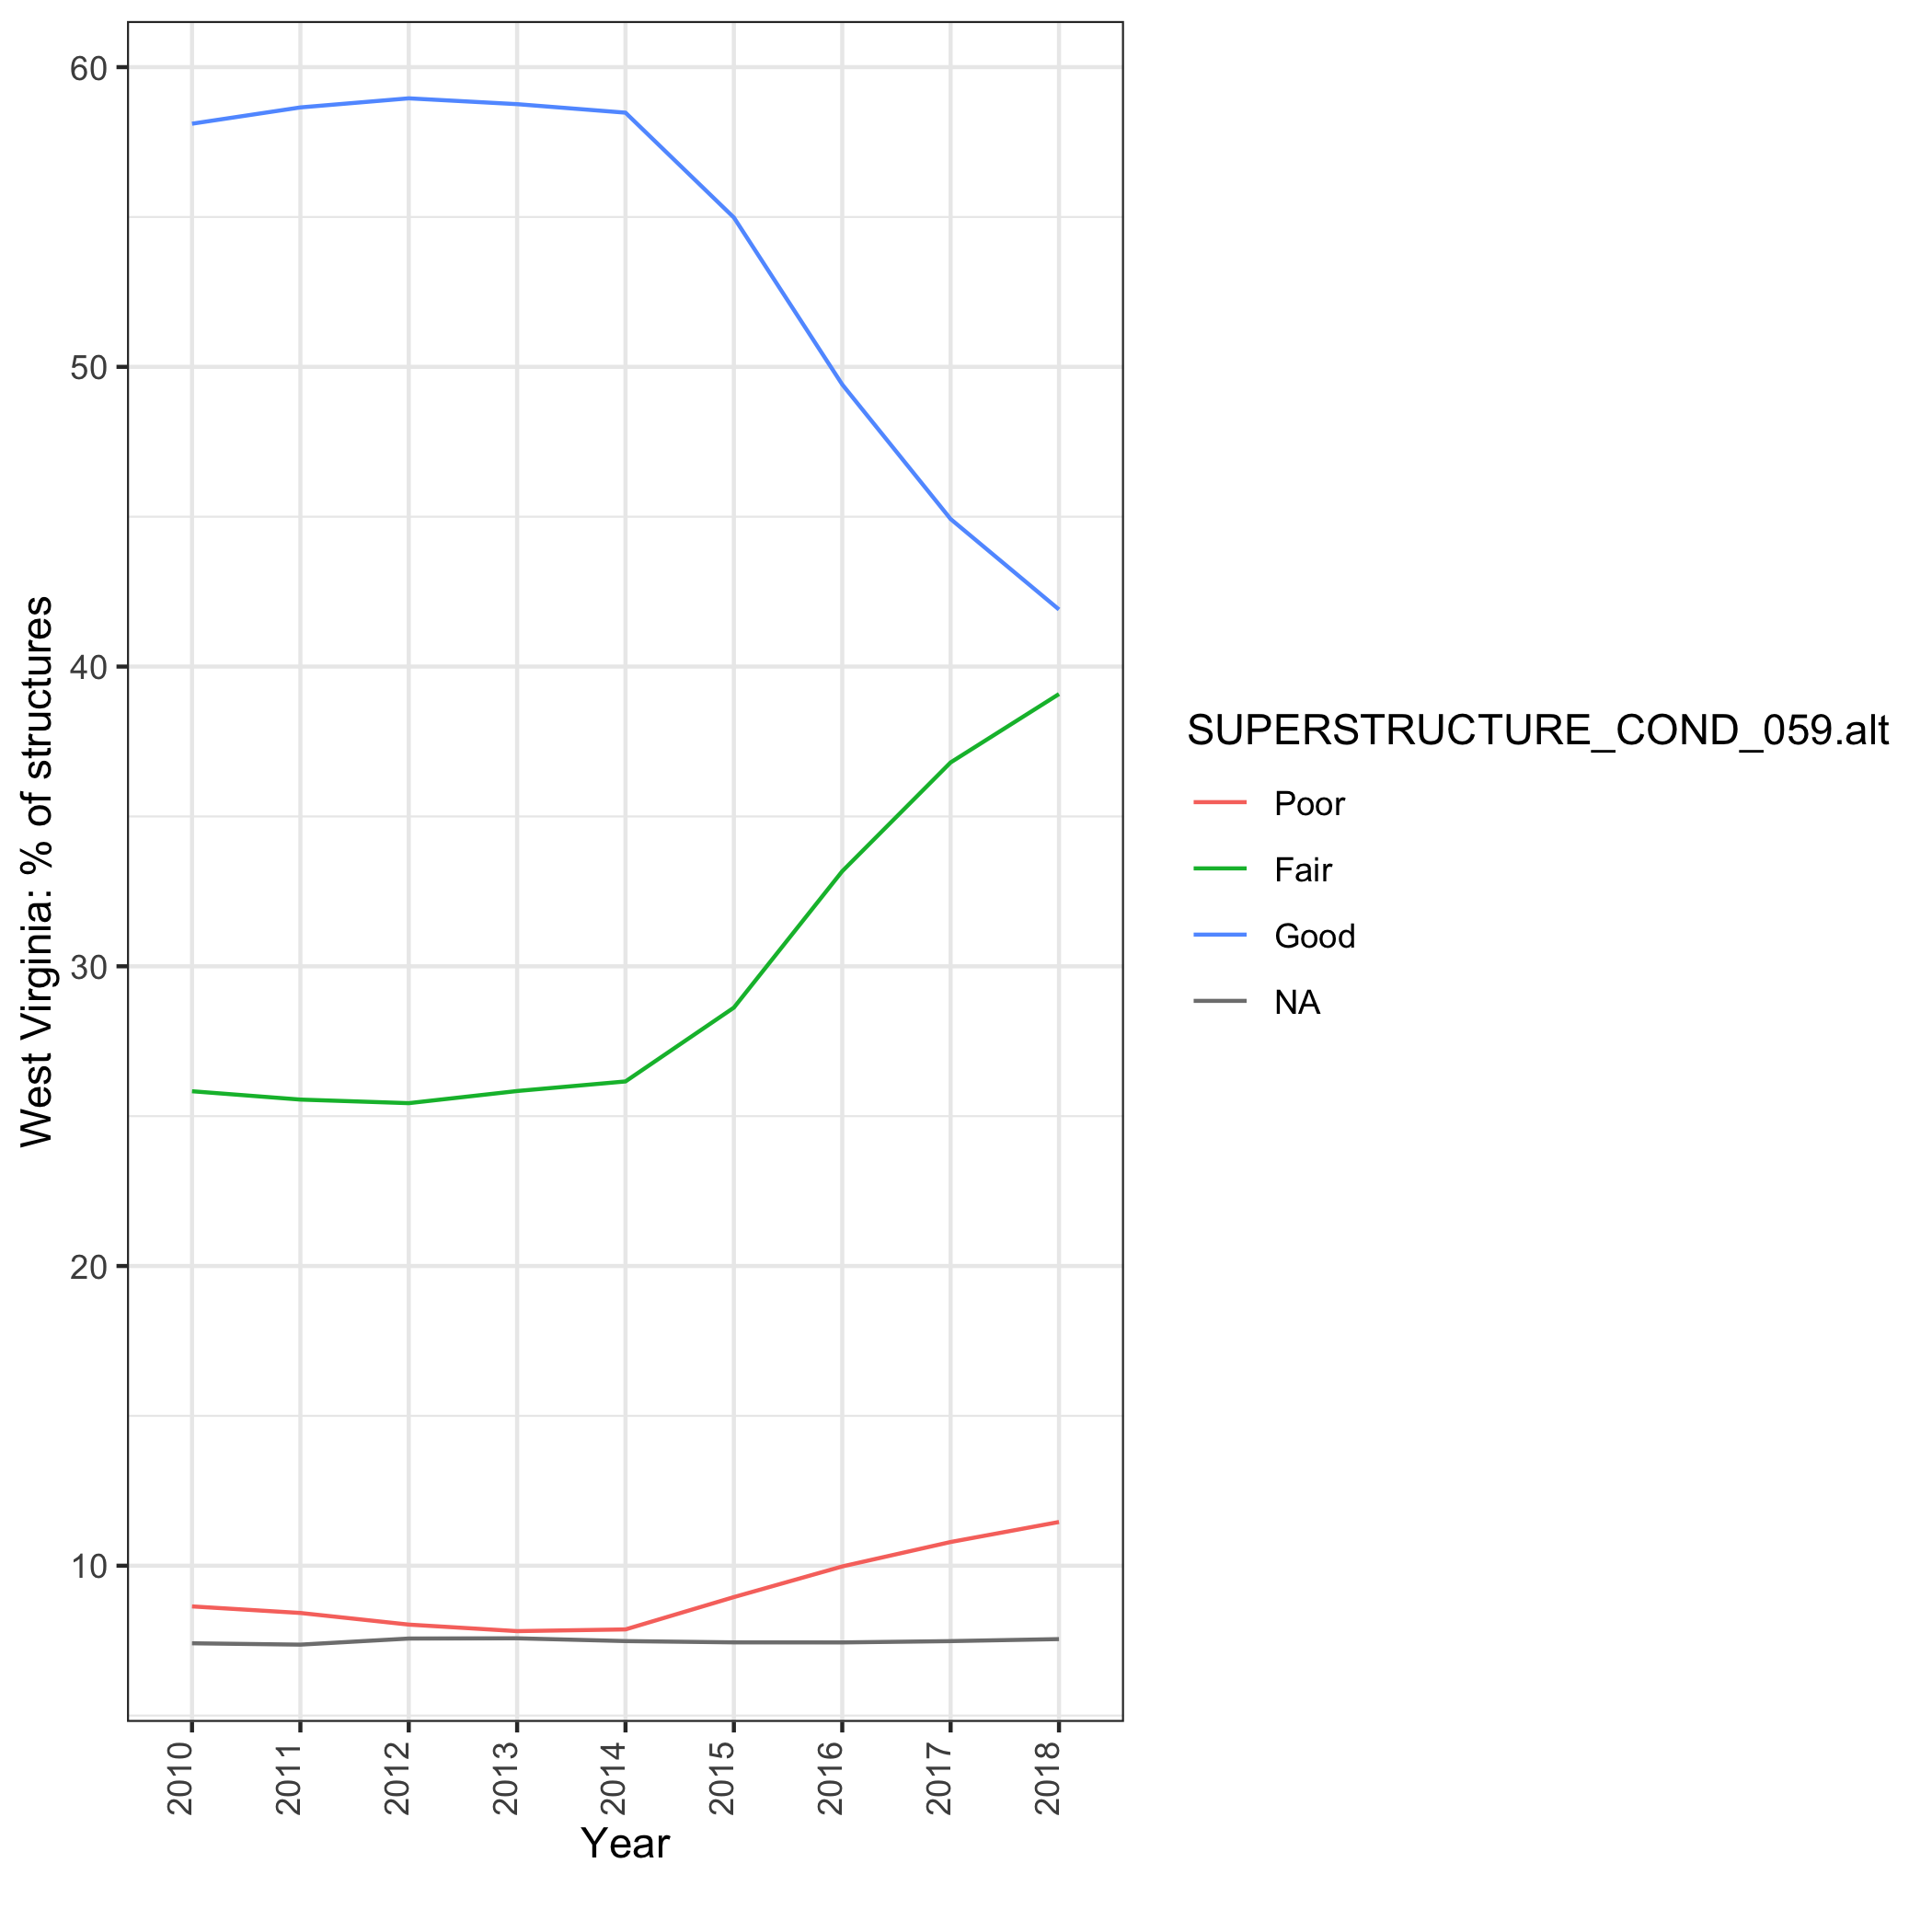 West Virginia: % of structures
60
50
40
30
20
10
2010
2011
2012
2013
2014
2015
2016
2017
2018
Year
SUPERSTRUCTURE_COND_059.alt
Poor
Fair
Good
NA